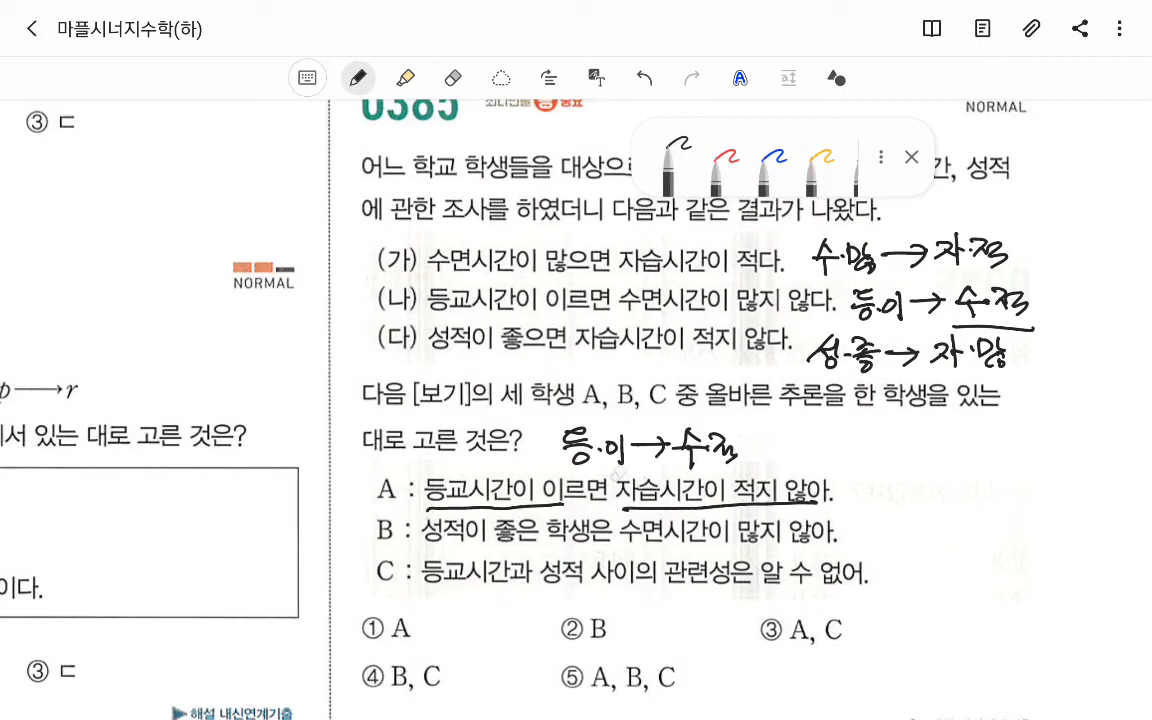 마플시너지수학(하)
③ ㄷ
NORMAL
p→r
서 있는 대로 고른 것은?
이다.
③ ㄷ
▶해설 내신연계기출
0385
NORMAL
어느 학교 학생들을 대상으로 간, 성적
에 관한 조사를 하였더니 다음과 같은 결과가 나왔다.
(가) 수면시간이 많으면 자습시간이 적다. 수·많→자·적
(나) 등교시간이 이르면 수면시간이 많지 않다. 등·이→수·적
(다) 성적이 좋으면 자습시간이 적지 않다. 성·좋→자·많
다음 [보기]의 세 학생 A, B, C 중 올바른 추론을 한 학생을 있는
대로 고른 것은? 등·이→수·적
A : 등교시간이 이르면 자습시간이 적지 않아.
B : 성적이 좋은 학생은 수면시간이 많지 않아.
C : 등교시간과 성적 사이의 관련성은 알 수 없어.
① A ② B ③ A, C
④ B, C ⑤ A, B, C